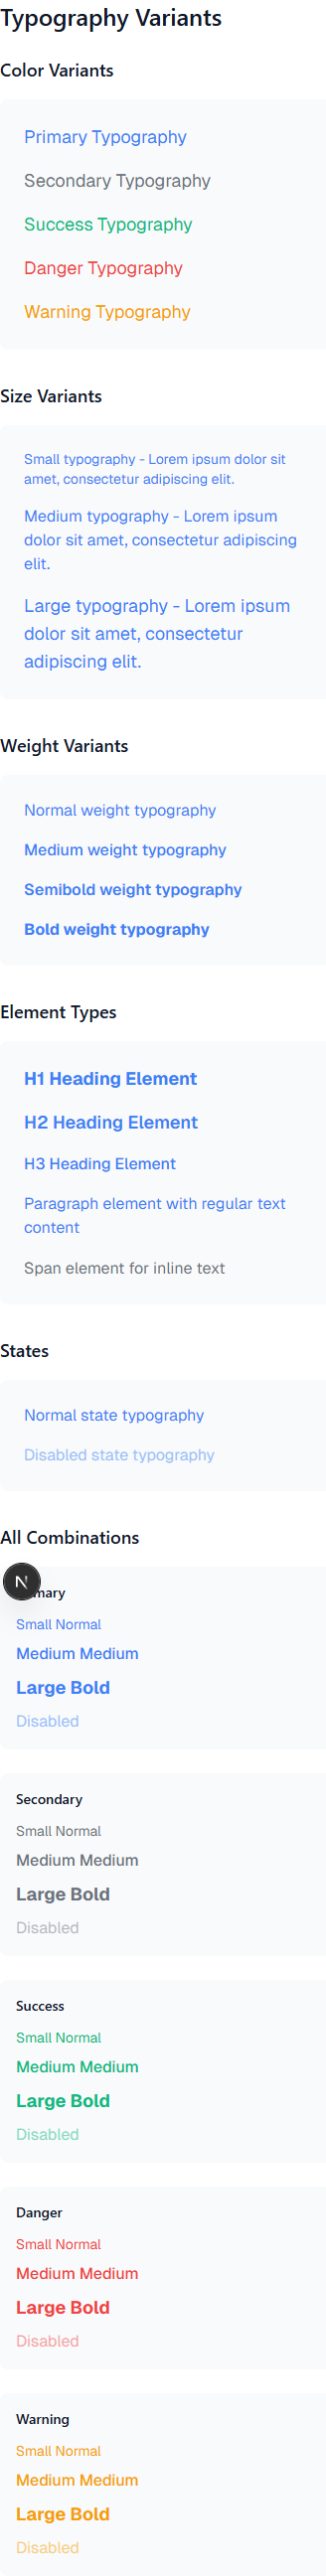 Typography Variants
Color Variants
Primary Typography
Secondary Typography
Success Typography
Danger Typography
Warning Typography
Size Variants
Small typography - Lorem ipsum dolor sit
amet, consectetur adipiscing elit.
Medium typography - Lorem ipsum
dolor sit amet, consectetur adipiscing
elit.
Large typography - Lorem ipsum
dolor sit amet, consectetur
adipiscing elit.
Weight Variants
Normal weight typography
Medium weight typography
Semibold weight typography
Bold weight typography
Element Types
H1 Heading Element
H2 Heading Element
H3 Heading Element
Paragraph element with regular text
content
Span element for inline text
States
Normal state typography
Disabled state typography
All Combinations
N
Small Normal
Medium Medium
Large Bold
Disabled
Secondary
Small Normal
Medium Medium
Large Bold
Disabled
Success
Small Normal
Medium Medium
Large Bold
Disabled
Danger
Small Normal
Medium Medium
Large Bold
Disabled
Warning
Small Normal
Medium Medium
Large Bold
Disabled